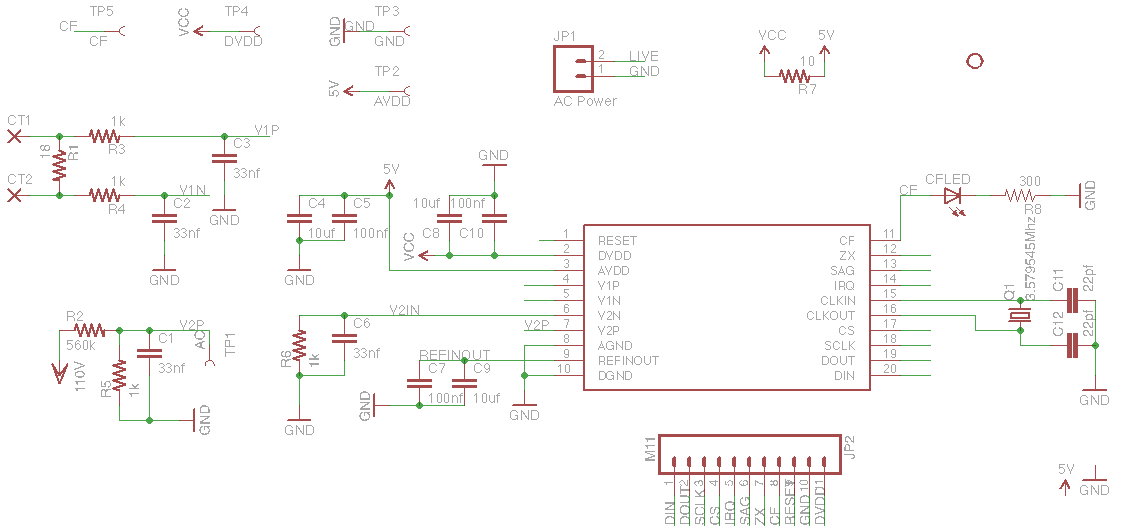 TP5
CF
CF
TP4
VCC
DVDD
TP3
GND
GND
GND
TP2
5V
AVDD
JP1
2
LIVE
1
GND
AC Power
VCC
5V
10
R7
CT1
1k
V1P
R3
18
R1
C3
33nf
CT2
1k
V1N
R4
C2
33nf
GND
GND
5V
C4
10uf
C5
100nf
GND
GND
10uf
100nf
C8
C10
VCC
CF
CFLED
300
R8
GND
1
RESET
2
DVDD
3
AVDD
4
V1P
5
V1N
6
V2N
7
V2P
8
AGND
9
REFINOUT
10
DGND
CF
11
ZX
12
SAG
13
IRQ
14
CLKIN
15
CLKOUT
16
CS
17
SCLK
18
DOUT
19
DIN
20
Q1
3.579545Mhz
C11
22pf
C12
22pf
GND
R2
560k
V2P
AC
TP1
110V
R5
1k
C1
33nf
GND
V2IN
R6
1k
C6
33nf
GND
V2P
REFINOUT
C7
100nf
C9
10uf
GND
GND
M11
JP2
1
2
3
4
5
6
7
8
9
10
11
DIN
DOUT
SCLK
CS
IRQ
SAG
ZX
CF
RESET
GND
DVDD
5V
GND